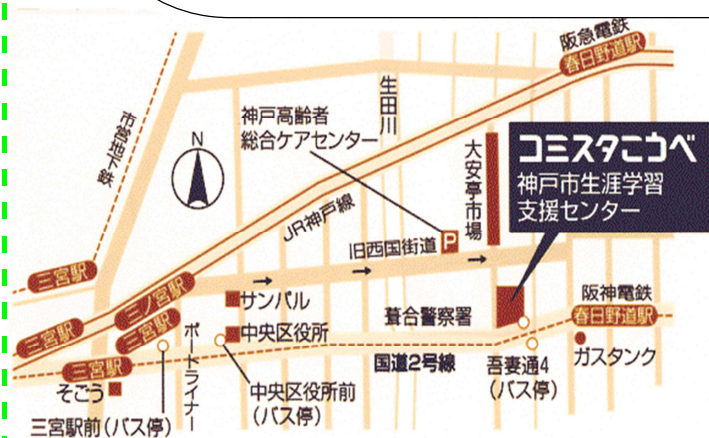 阪急電鉄
春日野道駅
生田川
神戸高齢者
総合ケアセンター
市営地下鉄
N
大安亭市場
コミスタこうべ
神戸市生涯学習
支援センター
JR神戸線
P
旧西国街道
三宮駅
三ノ宮駅
サンパル
阪神電鉄
春日野道駅
三宮駅
三宮駅
中央区役所
葺合警察署
ポートライナー
国道2号線
吾妻通4
(バス停)
ガスタンク
三宮駅
そごう
中央区役所前
(バス停)
三宮駅前(バス停)